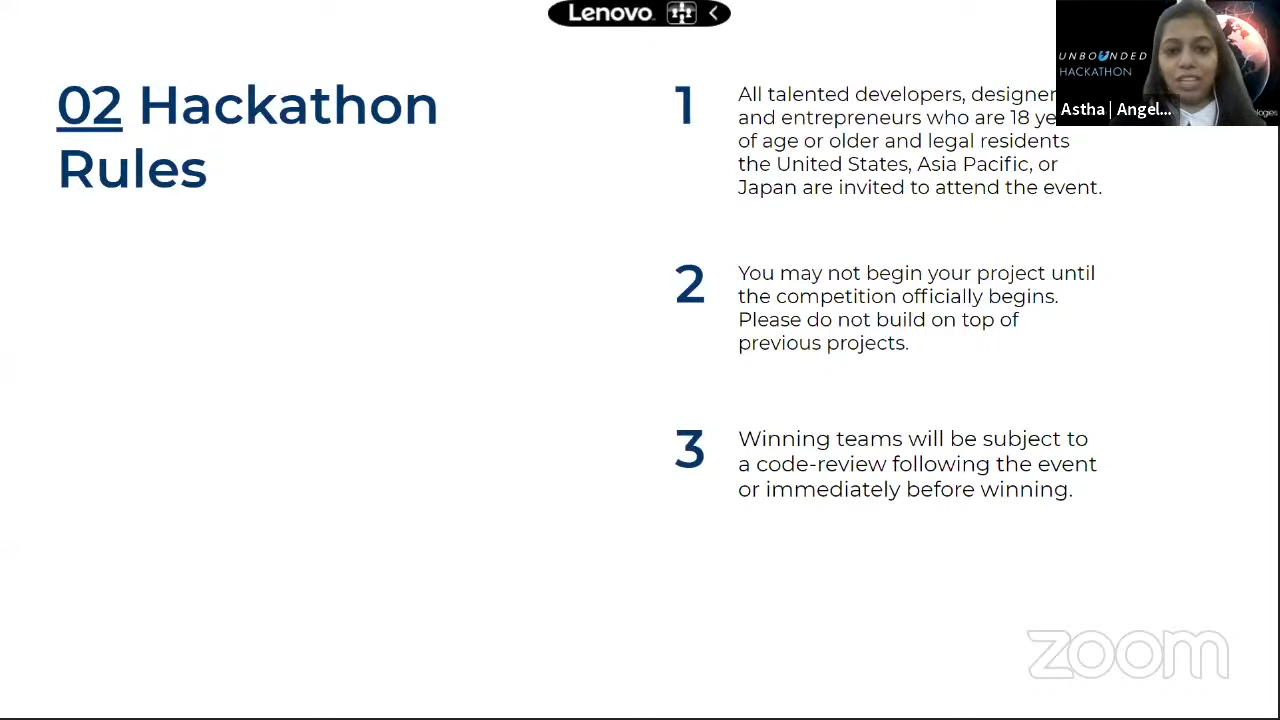 Lenovo
02 Hackathon
Rules
1
All talented developers, designer
and entrepreneurs who are 18 ye
of age or older and legal residents
the United States, Asia Pacific, or
Japan are invited to attend the event.
2
You may not begin your project until
the competition officially begins.
Please do not build on top of
previous projects.
3
Winning teams will be subject to
a code-review following the event
or immediately before winning.
UNBOUNDED
HACKATHON
Astha | Angel...
zoom